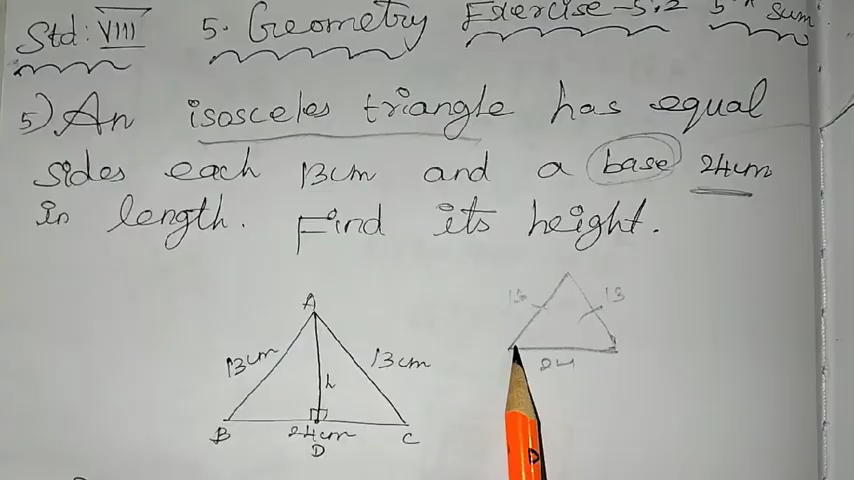 Std: VIII 5. Geometry Exercise-5.2 5th sum
5) An isosceles triangle has equal
sides each 13cm and a base 24cm
in length. Find its height.
A
13cm 13cm
h
B 24cm C
D
13 13
24